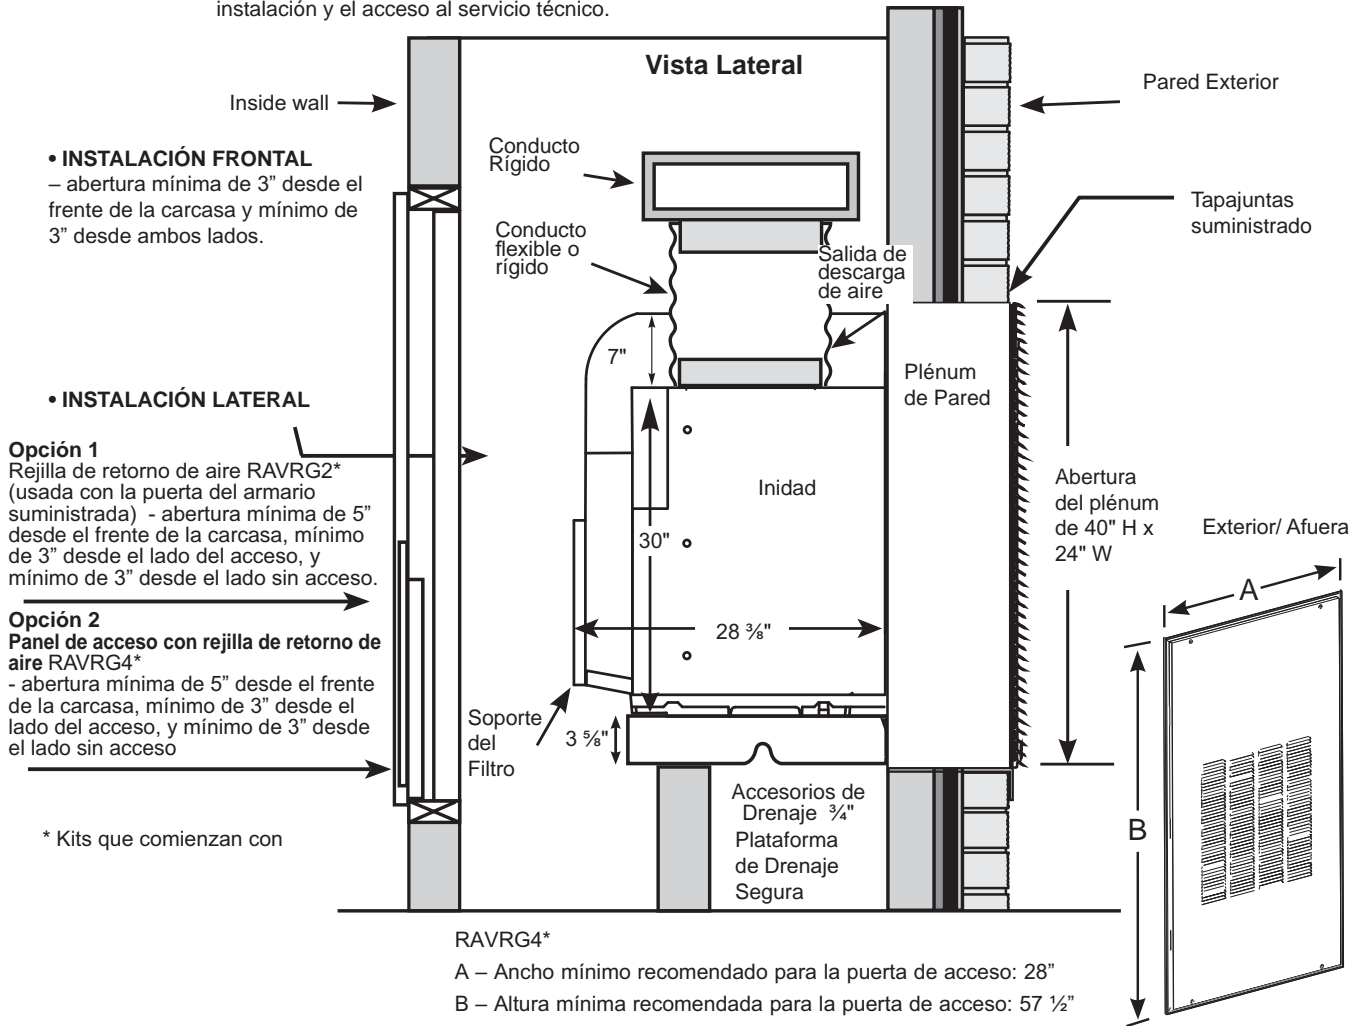 instalación y el acceso al servicio técnico.
Vista Lateral
Inside wall
Pared Exterior
• INSTALACIÓN FRONTAL
– abertura mínima de 3” desde el
frente de la carcasa y mínimo de
3” desde ambos lados.
Conducto
Rígido
Tapajuntas
suministrado
Conducto
flexible o
rígido
Salida de
descarga
de aire
7"
Plénum
de Pared
• INSTALACIÓN LATERAL
Opción 1
Rejilla de retorno de aire RAVRG2*
(usada con la puerta del armario
suministrada) - abertura mínima de 5”
desde el frente de la carcasa, mínimo
de 3” desde el lado del acceso, y
mínimo de 3” desde el lado sin acceso.
Inidad
30"
Abertura
del plénum
de 40" H x
24" W
Exterior/ Afuera
A
28 ⅜"
Opción 2
Panel de acceso con rejilla de retorno de
aire RAVRG4*
- abertura mínima de 5” desde el frente
de la carcasa, mínimo de 3” desde el
lado del acceso, y mínimo de 3” desde
el lado sin acceso
Soporte
del
Filtro
3 ⅝"
Accesorios de
Drenaje ¾"
Plataforma
de Drenaje
Segura
B
* Kits que comienzan con
RAVRG4*
A – Ancho mínimo recomendado para la puerta de acceso: 28”
B – Altura mínima recomendada para la puerta de acceso: 57 ½”